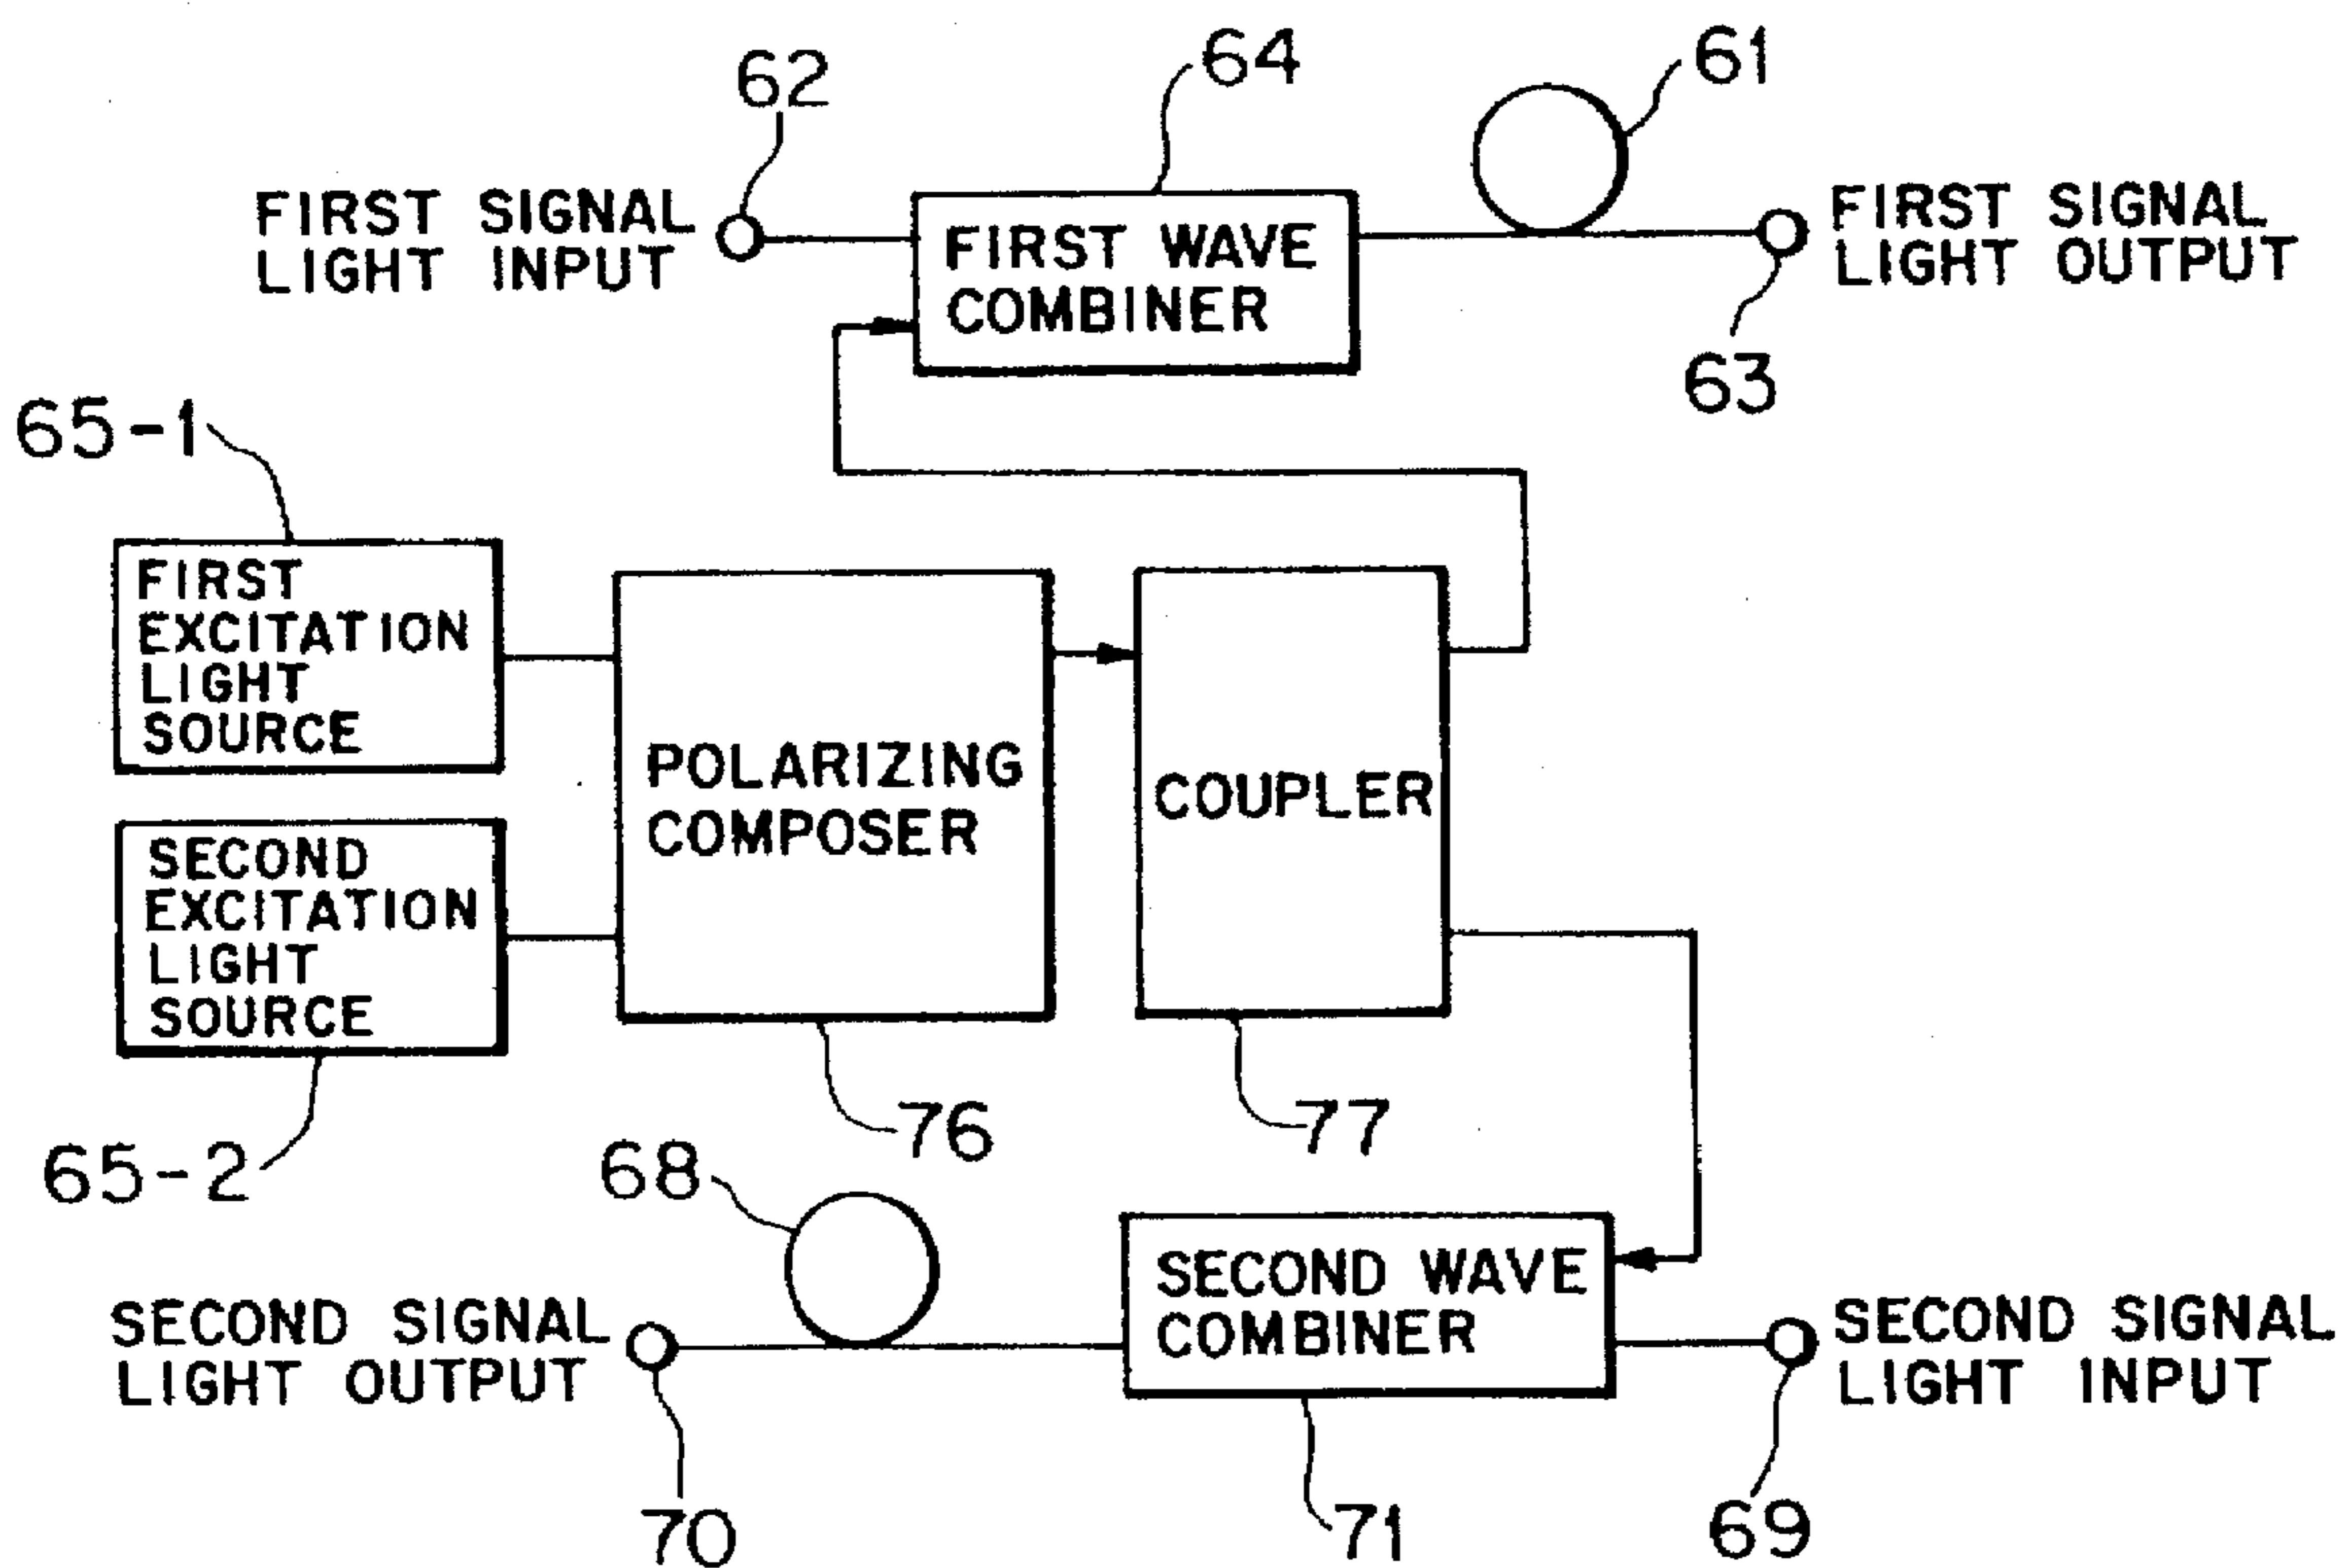 62
64
61
FIRST SIGNAL
LIGHT INPUT
FIRST WAVE
COMBINER
FIRST SIGNAL
LIGHT OUTPUT
63
65-1
FIRST
EXCITATION
LIGHT
SOURCE
POLARIZING
COMPOSER
COUPLER
SECOND
EXCITATION
LIGHT
SOURCE
65-2
76
77
68
SECOND SIGNAL
LIGHT OUTPUT
SECOND WAVE
COMBINER
SECOND SIGNAL
LIGHT INPUT
70
71
69